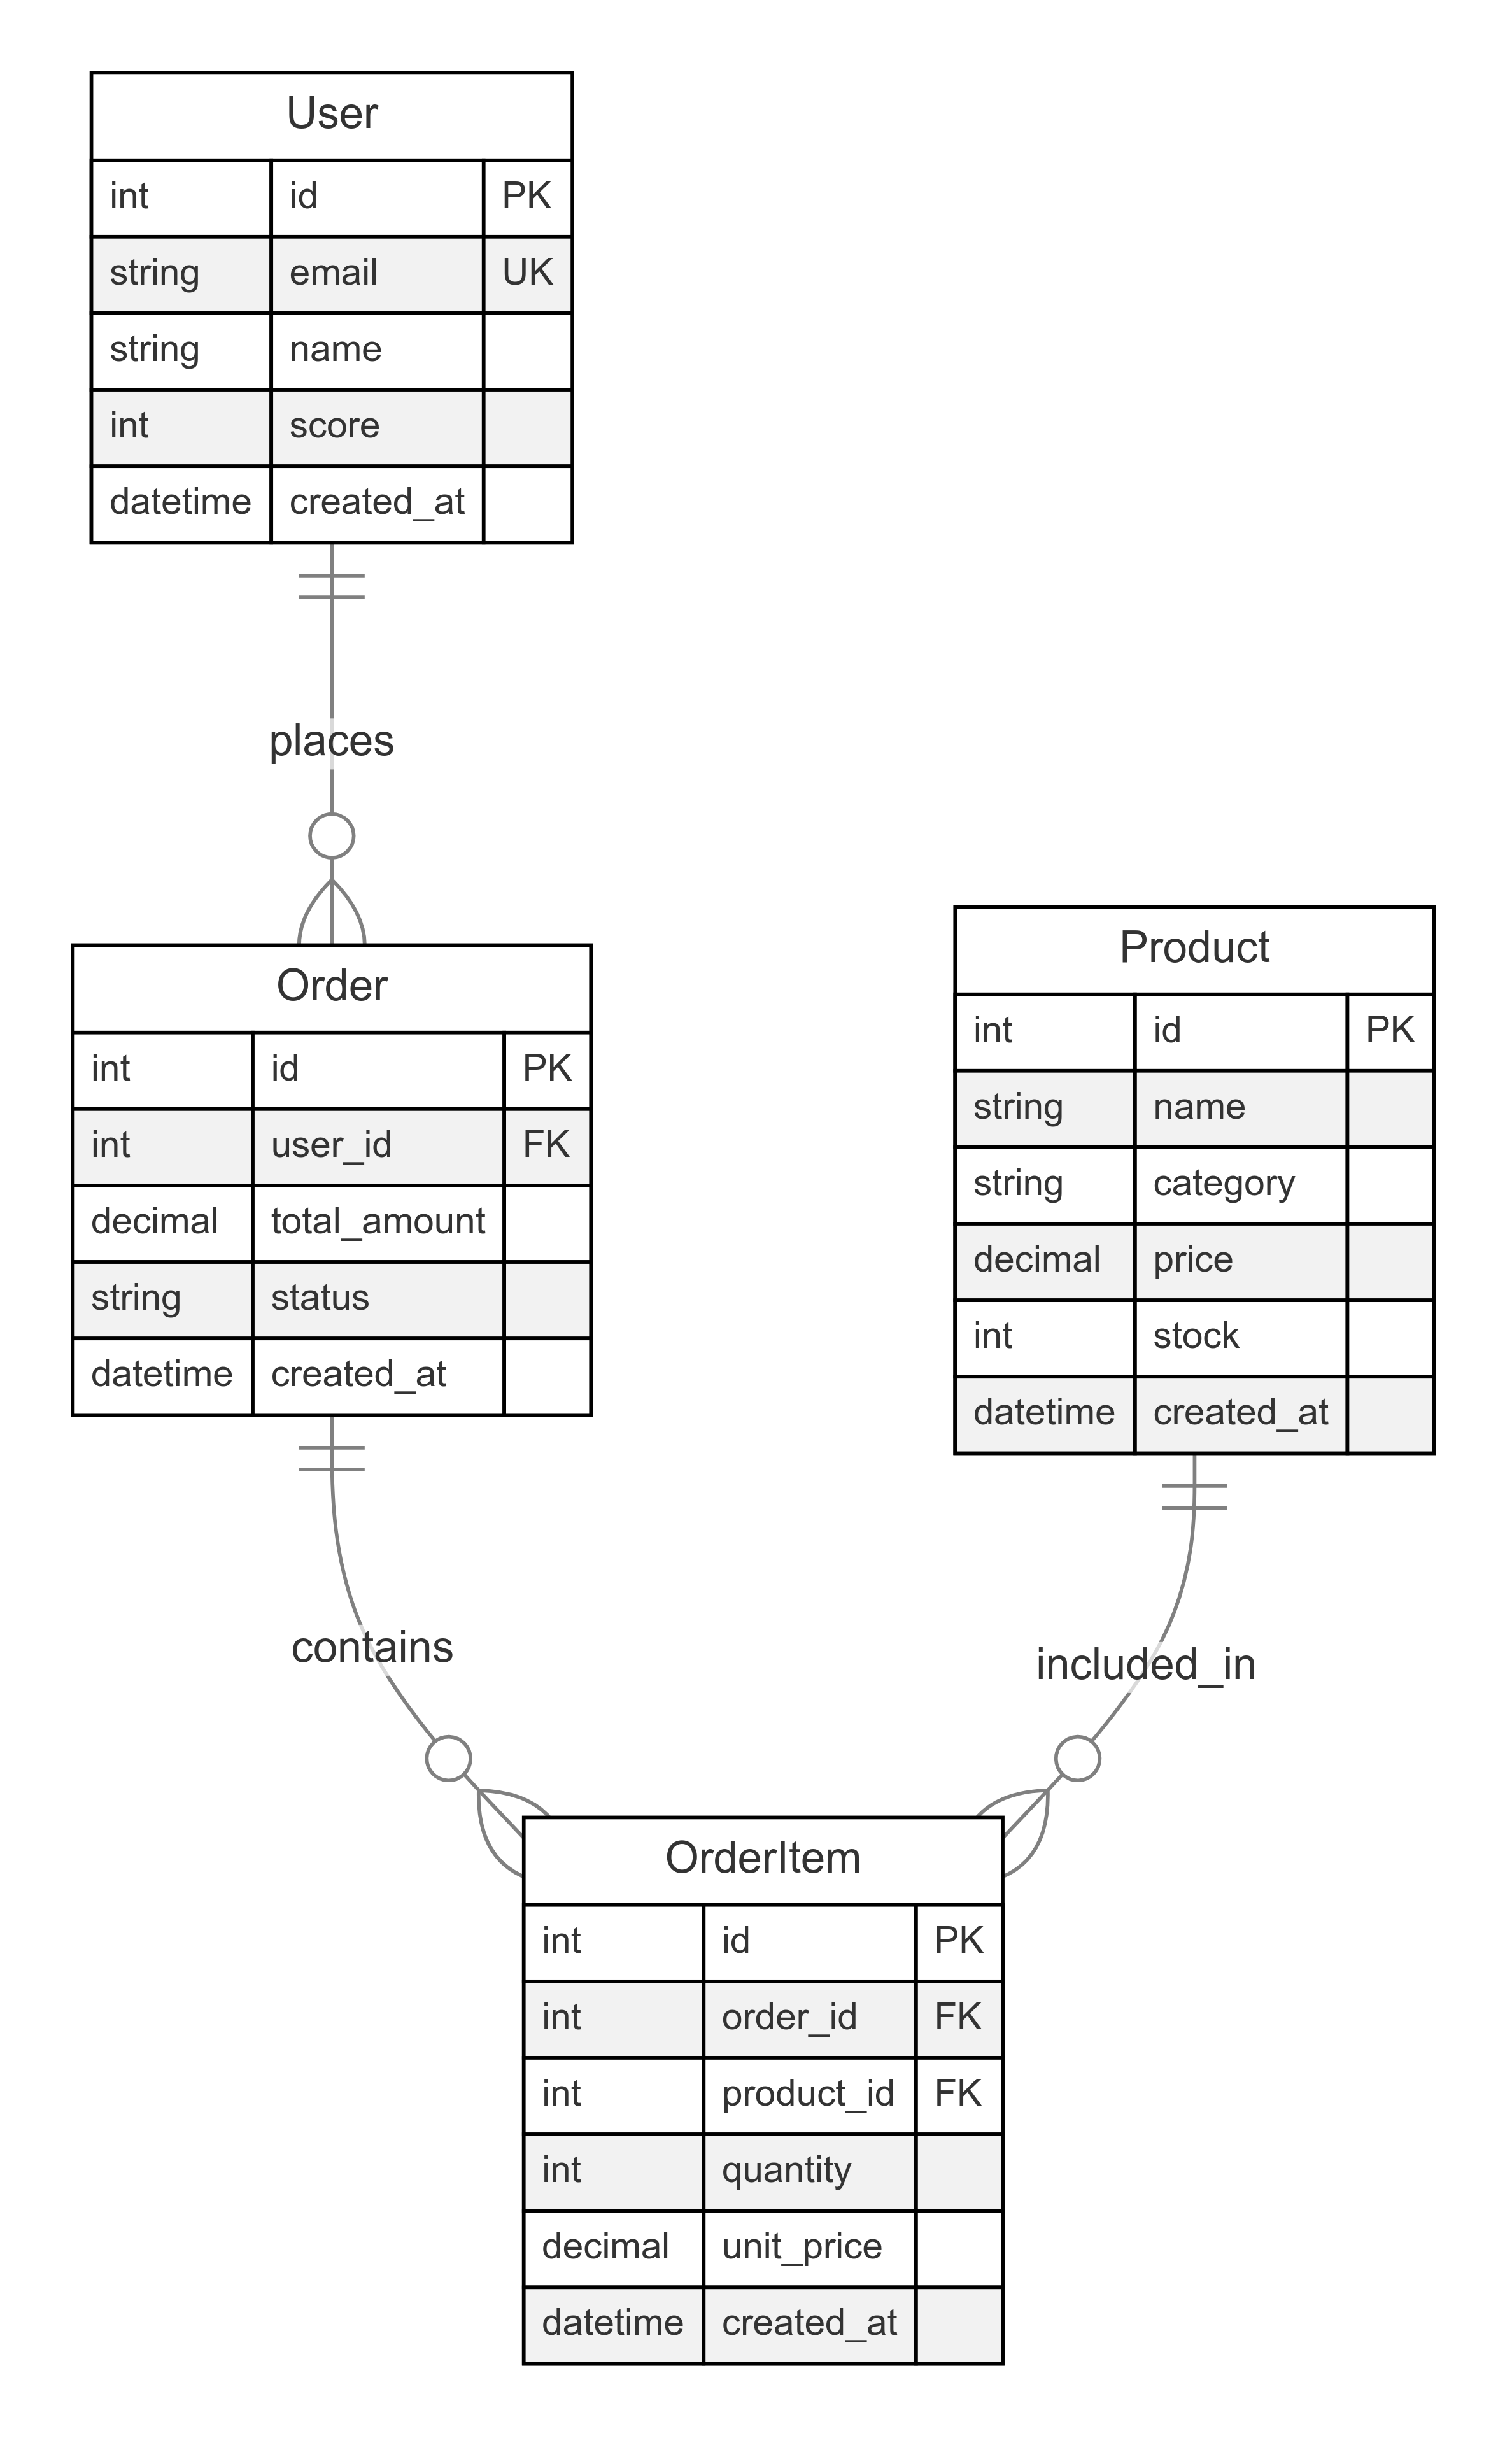 User
int id PK
string email UK
string name
int score
datetime created_at
places
Order
int id PK
int user_id FK
decimal total_amount
string status
datetime created_at
Product
int id PK
string name
string category
decimal price
int stock
datetime created_at
contains
included_in
OrderItem
int id PK
int order_id FK
int product_id FK
int quantity
decimal unit_price
datetime created_at